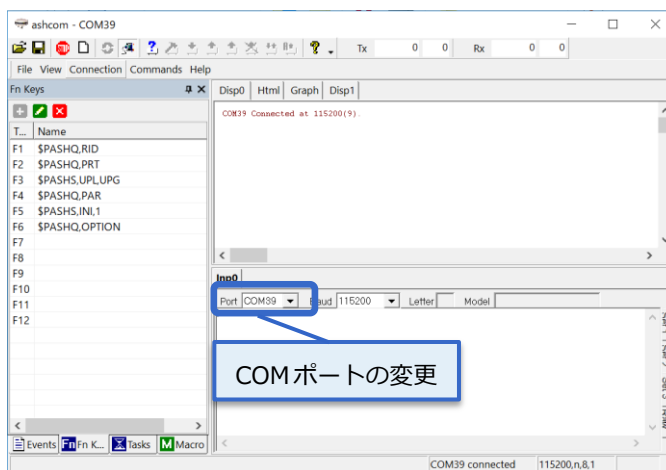 ashcom - COM39
Tx 0 0 Rx 0 0
File View Connection Commands Help
Fn Keys
Disp0 Html Graph Disp1
T... Name
F1 $PASHQ,RID
F2 $PASHQ,PRT
F3 $PASHS,UPL,UPG
F4 $PASHQ,PAR
F5 $PASHS,INI,1
F6 $PASHQ,OPTION
F7
F8
F9
F10
F11
F12
COM39 Connected at 115200(9).
Inp0
Port COM39 Baud 115200 Letter Model
COMポートの変更
Events Fn Fn K... Tasks M Macro
COM39 connected 115200,n,8,1